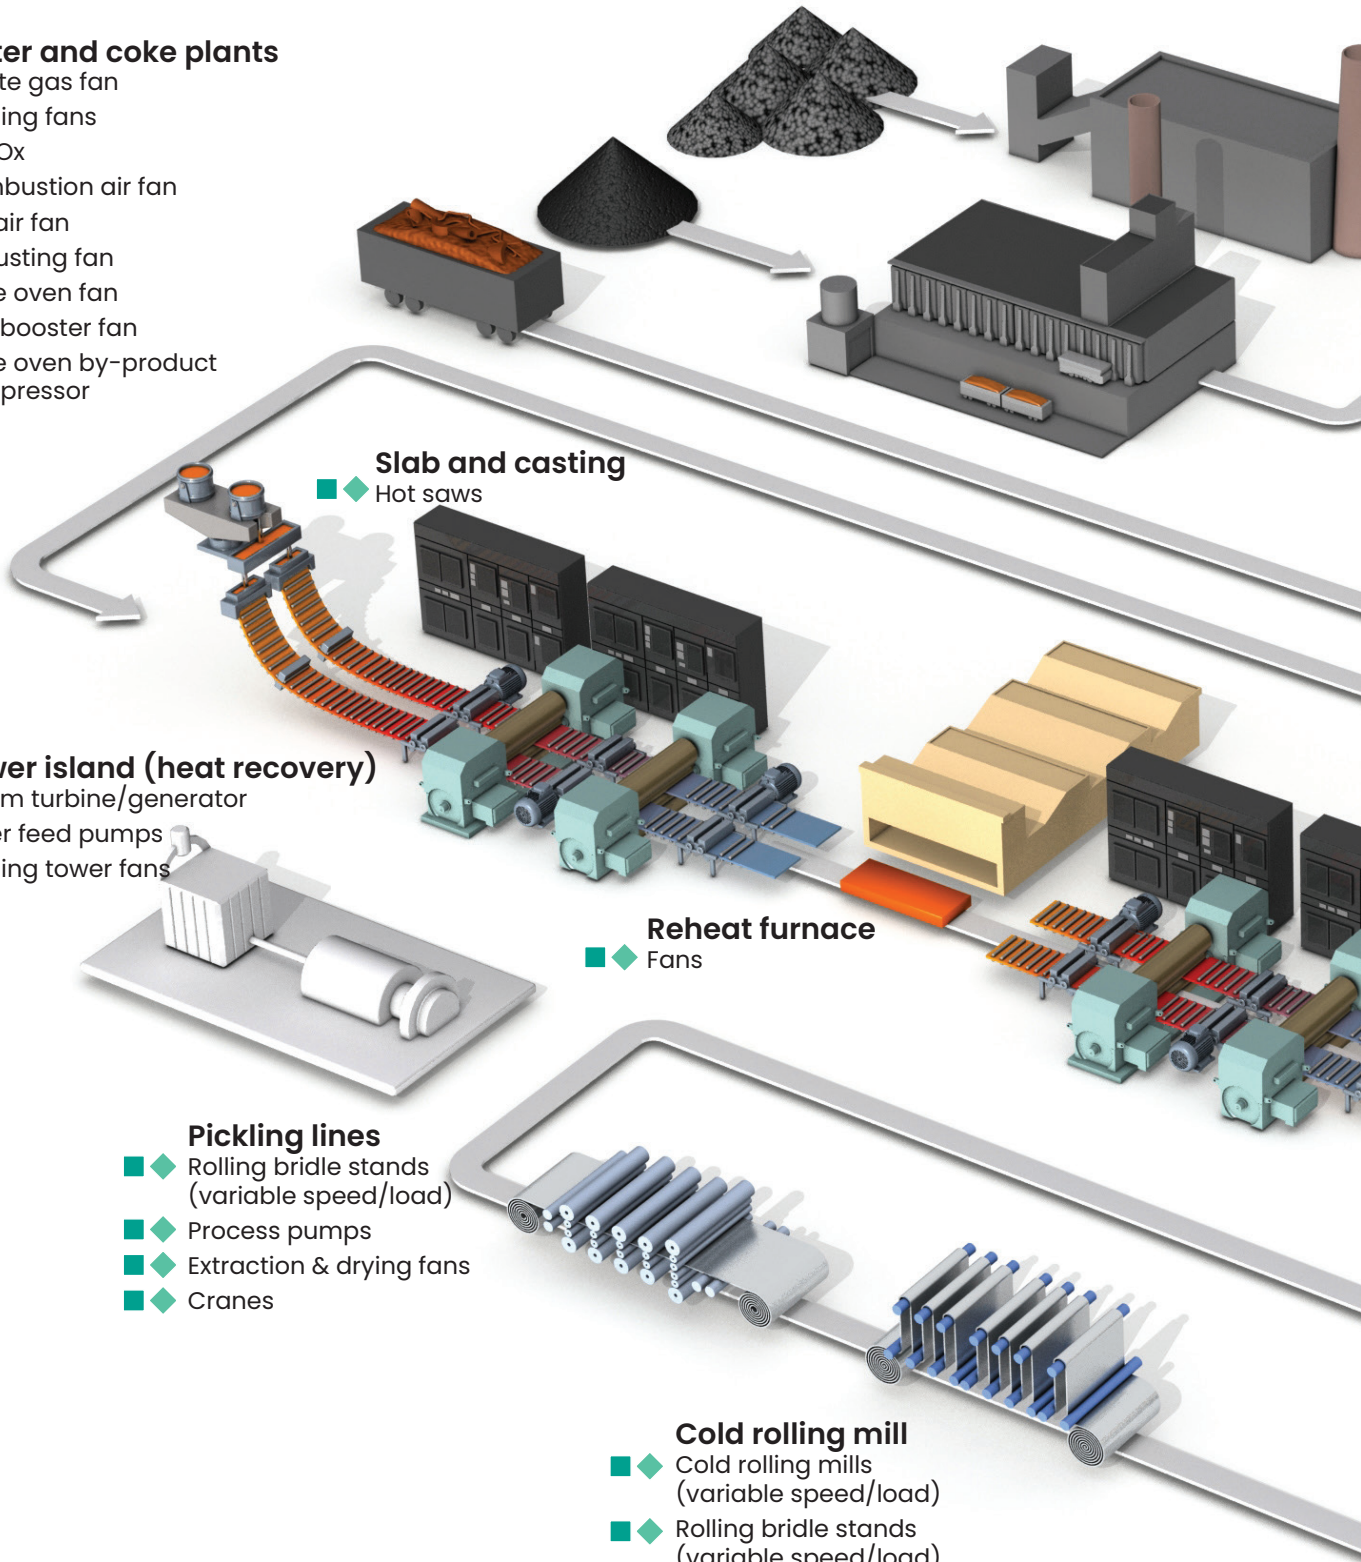 ter and coke plants
te gas fan
ing fans
Ox
nbustion air fan
air fan
usting fan
e oven fan
booster fan
e oven by-product
pressor
Slab and casting
Hot saws
wer island (heat recovery)
m turbine/generator
er feed pumps
ing tower fans
Reheat furnace
Fans
Pickling lines
Rolling bridle stands
(variable speed/load)
Process pumps
Extraction & drying fans
Cranes
Cold rolling mill
Cold rolling mills
(variable speed/load)
Rolling bridle stands
(variable speed/load)